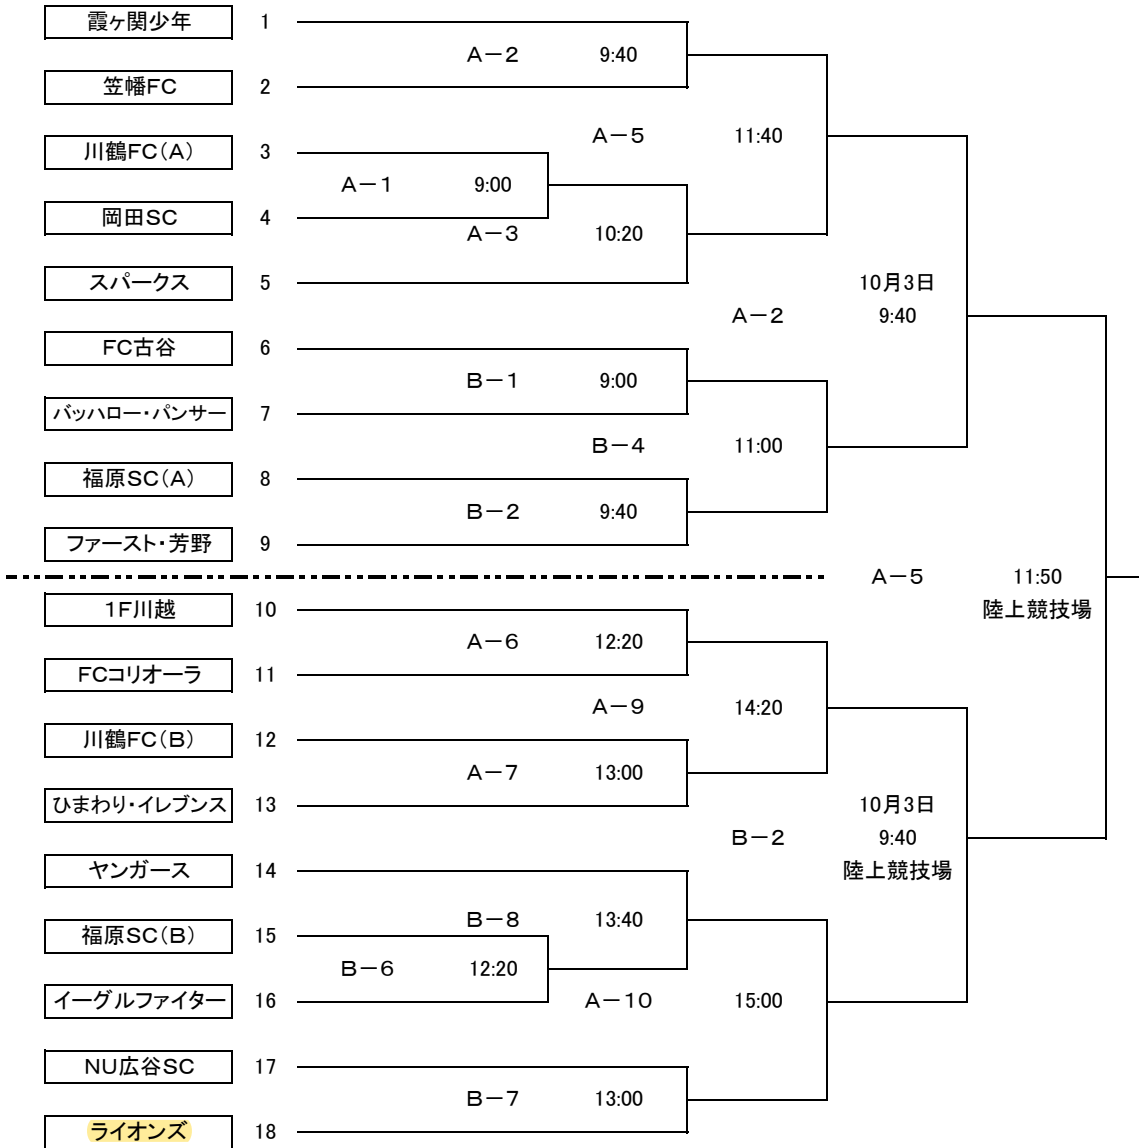 霞ヶ関少年 1
A－2 9:40
笠幡FC 2
A－5 11:40
川鶴FC(A) 3
A－1 9:00
岡田SC 4
A－3 10:20
スパークス 5
10月3日
A－2 9:40
FC古谷 6
B－1 9:00
バッハロー・パンサー 7
B－4 11:00
福原SC(A) 8
B－2 9:40
ファースト・芳野 9
A－5 11:50
陸上競技場
1F川越 10
A－6 12:20
FCコリオーラ 11
A－9 14:20
川鶴FC(B) 12
A－7 13:00
ひまわり・イレブンス 13
10月3日
B－2 9:40
陸上競技場
ヤンガース 14
B－8 13:40
福原SC(B) 15
B－6 12:20
イーグルファイター 16
A－10 15:00
NU広谷SC 17
B－7 13:00
ライオンズ 18